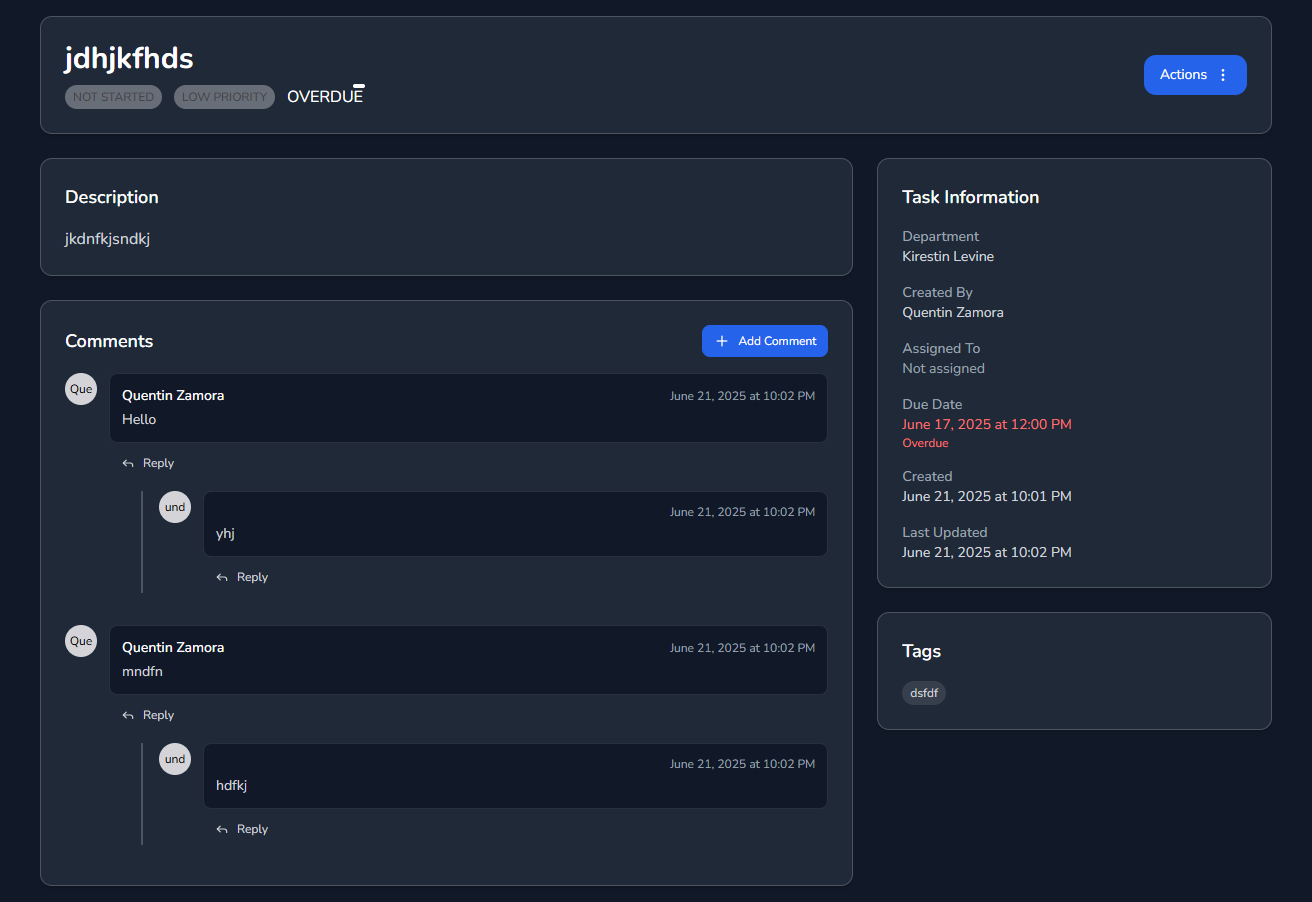 jdhjkfhds
NOT STARTED LOW PRIORITY OVERDUE
Actions
Description
jkdnfkjsndkj
Comments
Add Comment
Que
Quentin Zamora June 21, 2025 at 10:02 PM
Hello
Reply
und
June 21, 2025 at 10:02 PM
yhj
Reply
Que
Quentin Zamora June 21, 2025 at 10:02 PM
mndfn
Reply
und
June 21, 2025 at 10:02 PM
hdfkj
Reply
Task Information
Department
Kirestin Levine
Created By
Quentin Zamora
Assigned To
Not assigned
Due Date
June 17, 2025 at 12:00 PM
Overdue
Created
June 21, 2025 at 10:01 PM
Last Updated
June 21, 2025 at 10:02 PM
Tags
dsfdf